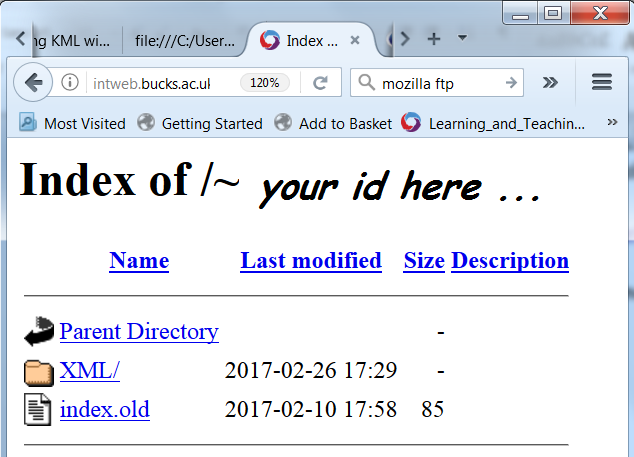 ng KML wi... file:///C:/User... Index ...
intweb.bucks.ac.uk 120% mozilla ftp
Most Visited Getting Started Add to Basket Learning_and_Teachin...
Index of /~ your id here ...
Name Last modified Size Description
Parent Directory -
XML/ 2017-02-26 17:29 -
index.old 2017-02-10 17:58 85